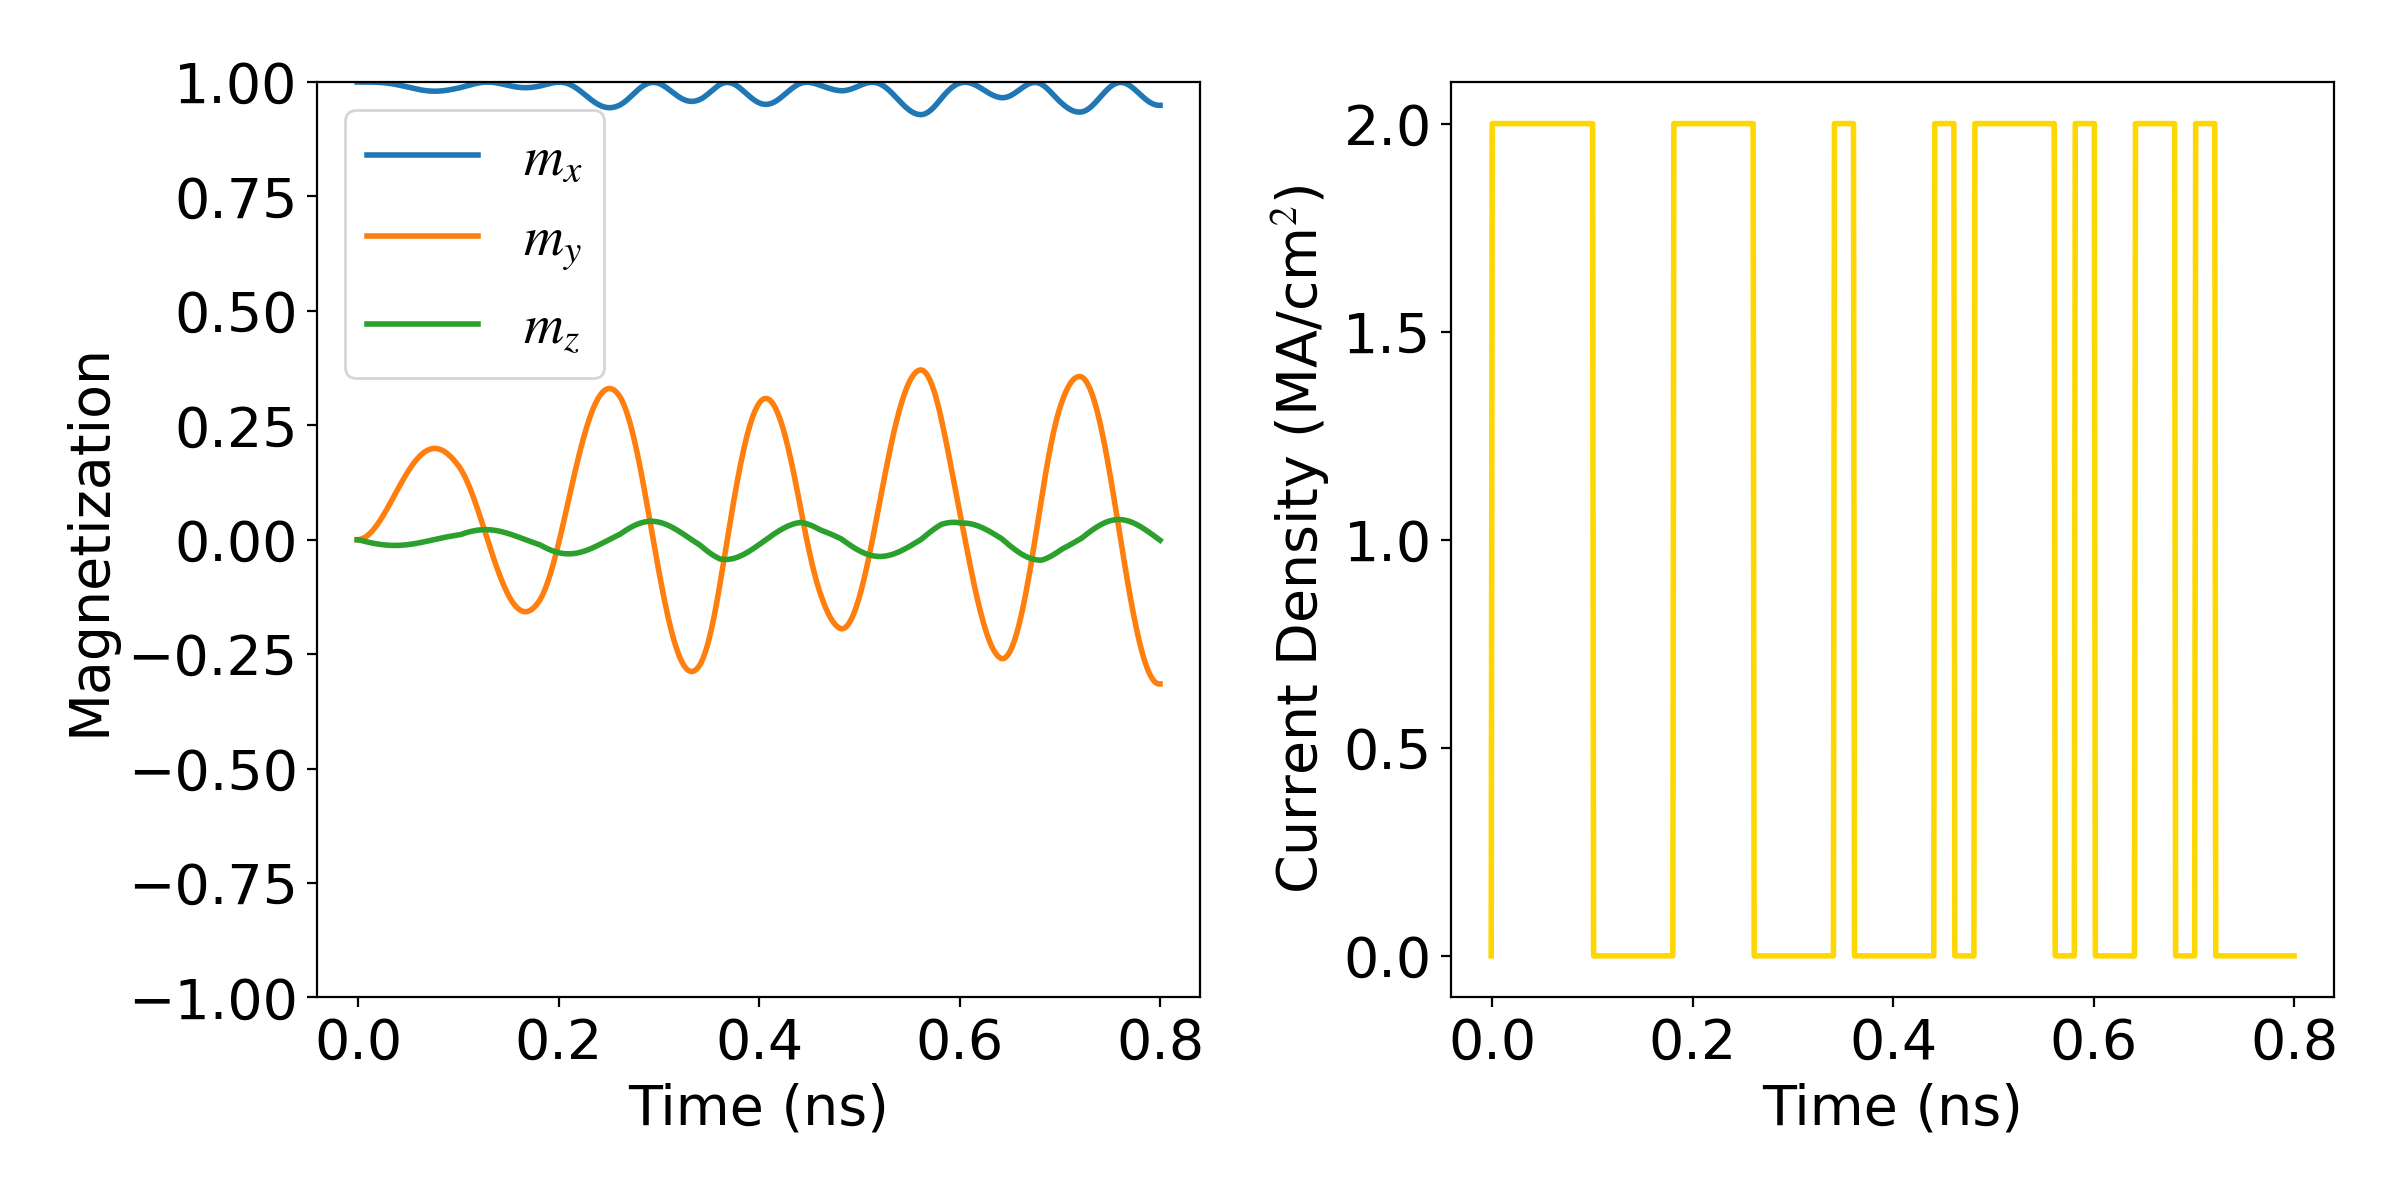 1.00
0.75
0.50
0.25
0.00
−0.25
−0.50
−0.75
−1.00
Magnetization
m_x
m_y
m_z
0.0 0.2 0.4 0.6 0.8
Time (ns)
2.0
1.5
1.0
0.5
0.0
Current Density (MA/cm²)
0.0 0.2 0.4 0.6 0.8
Time (ns)